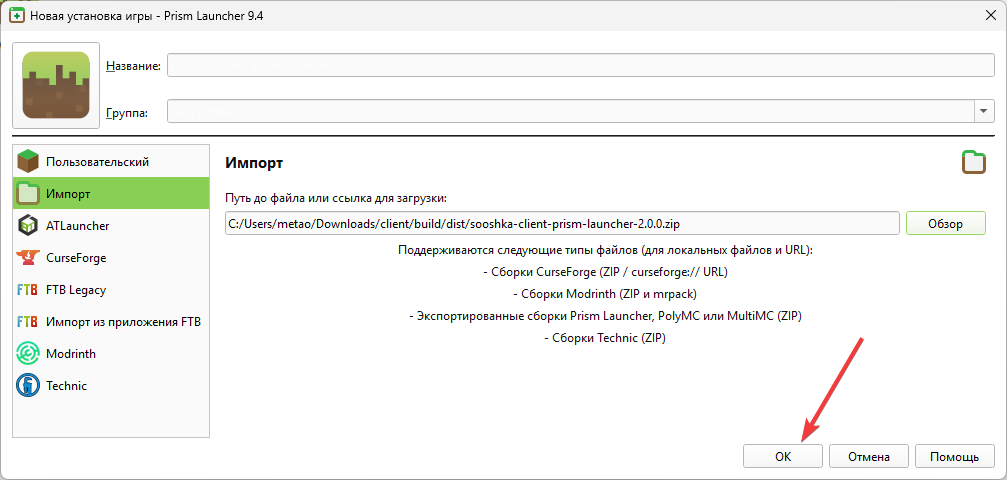 Новая установка игры - Prism Launcher 9.4
Название:
Группа:
Пользовательский
Импорт
ATLauncher
CurseForge
FTB Legacy
Импорт из приложения FTB
Modrinth
Technic
Импорт
Путь до файла или ссылка для загрузки:
C:/Users/metao/Downloads/client/build/dist/sooshka-client-prism-launcher-2.0.0.zip
Обзор
Поддерживаются следующие типы файлов (для локальных файлов и URL):
- Сборки CurseForge (ZIP / curseforge:// URL)
- Сборки Modrinth (ZIP и mrpack)
- Экспортированные сборки Prism Launcher, PolyMC или MultiMC (ZIP)
- Сборки Technic (ZIP)
OK
Отмена
Помощь